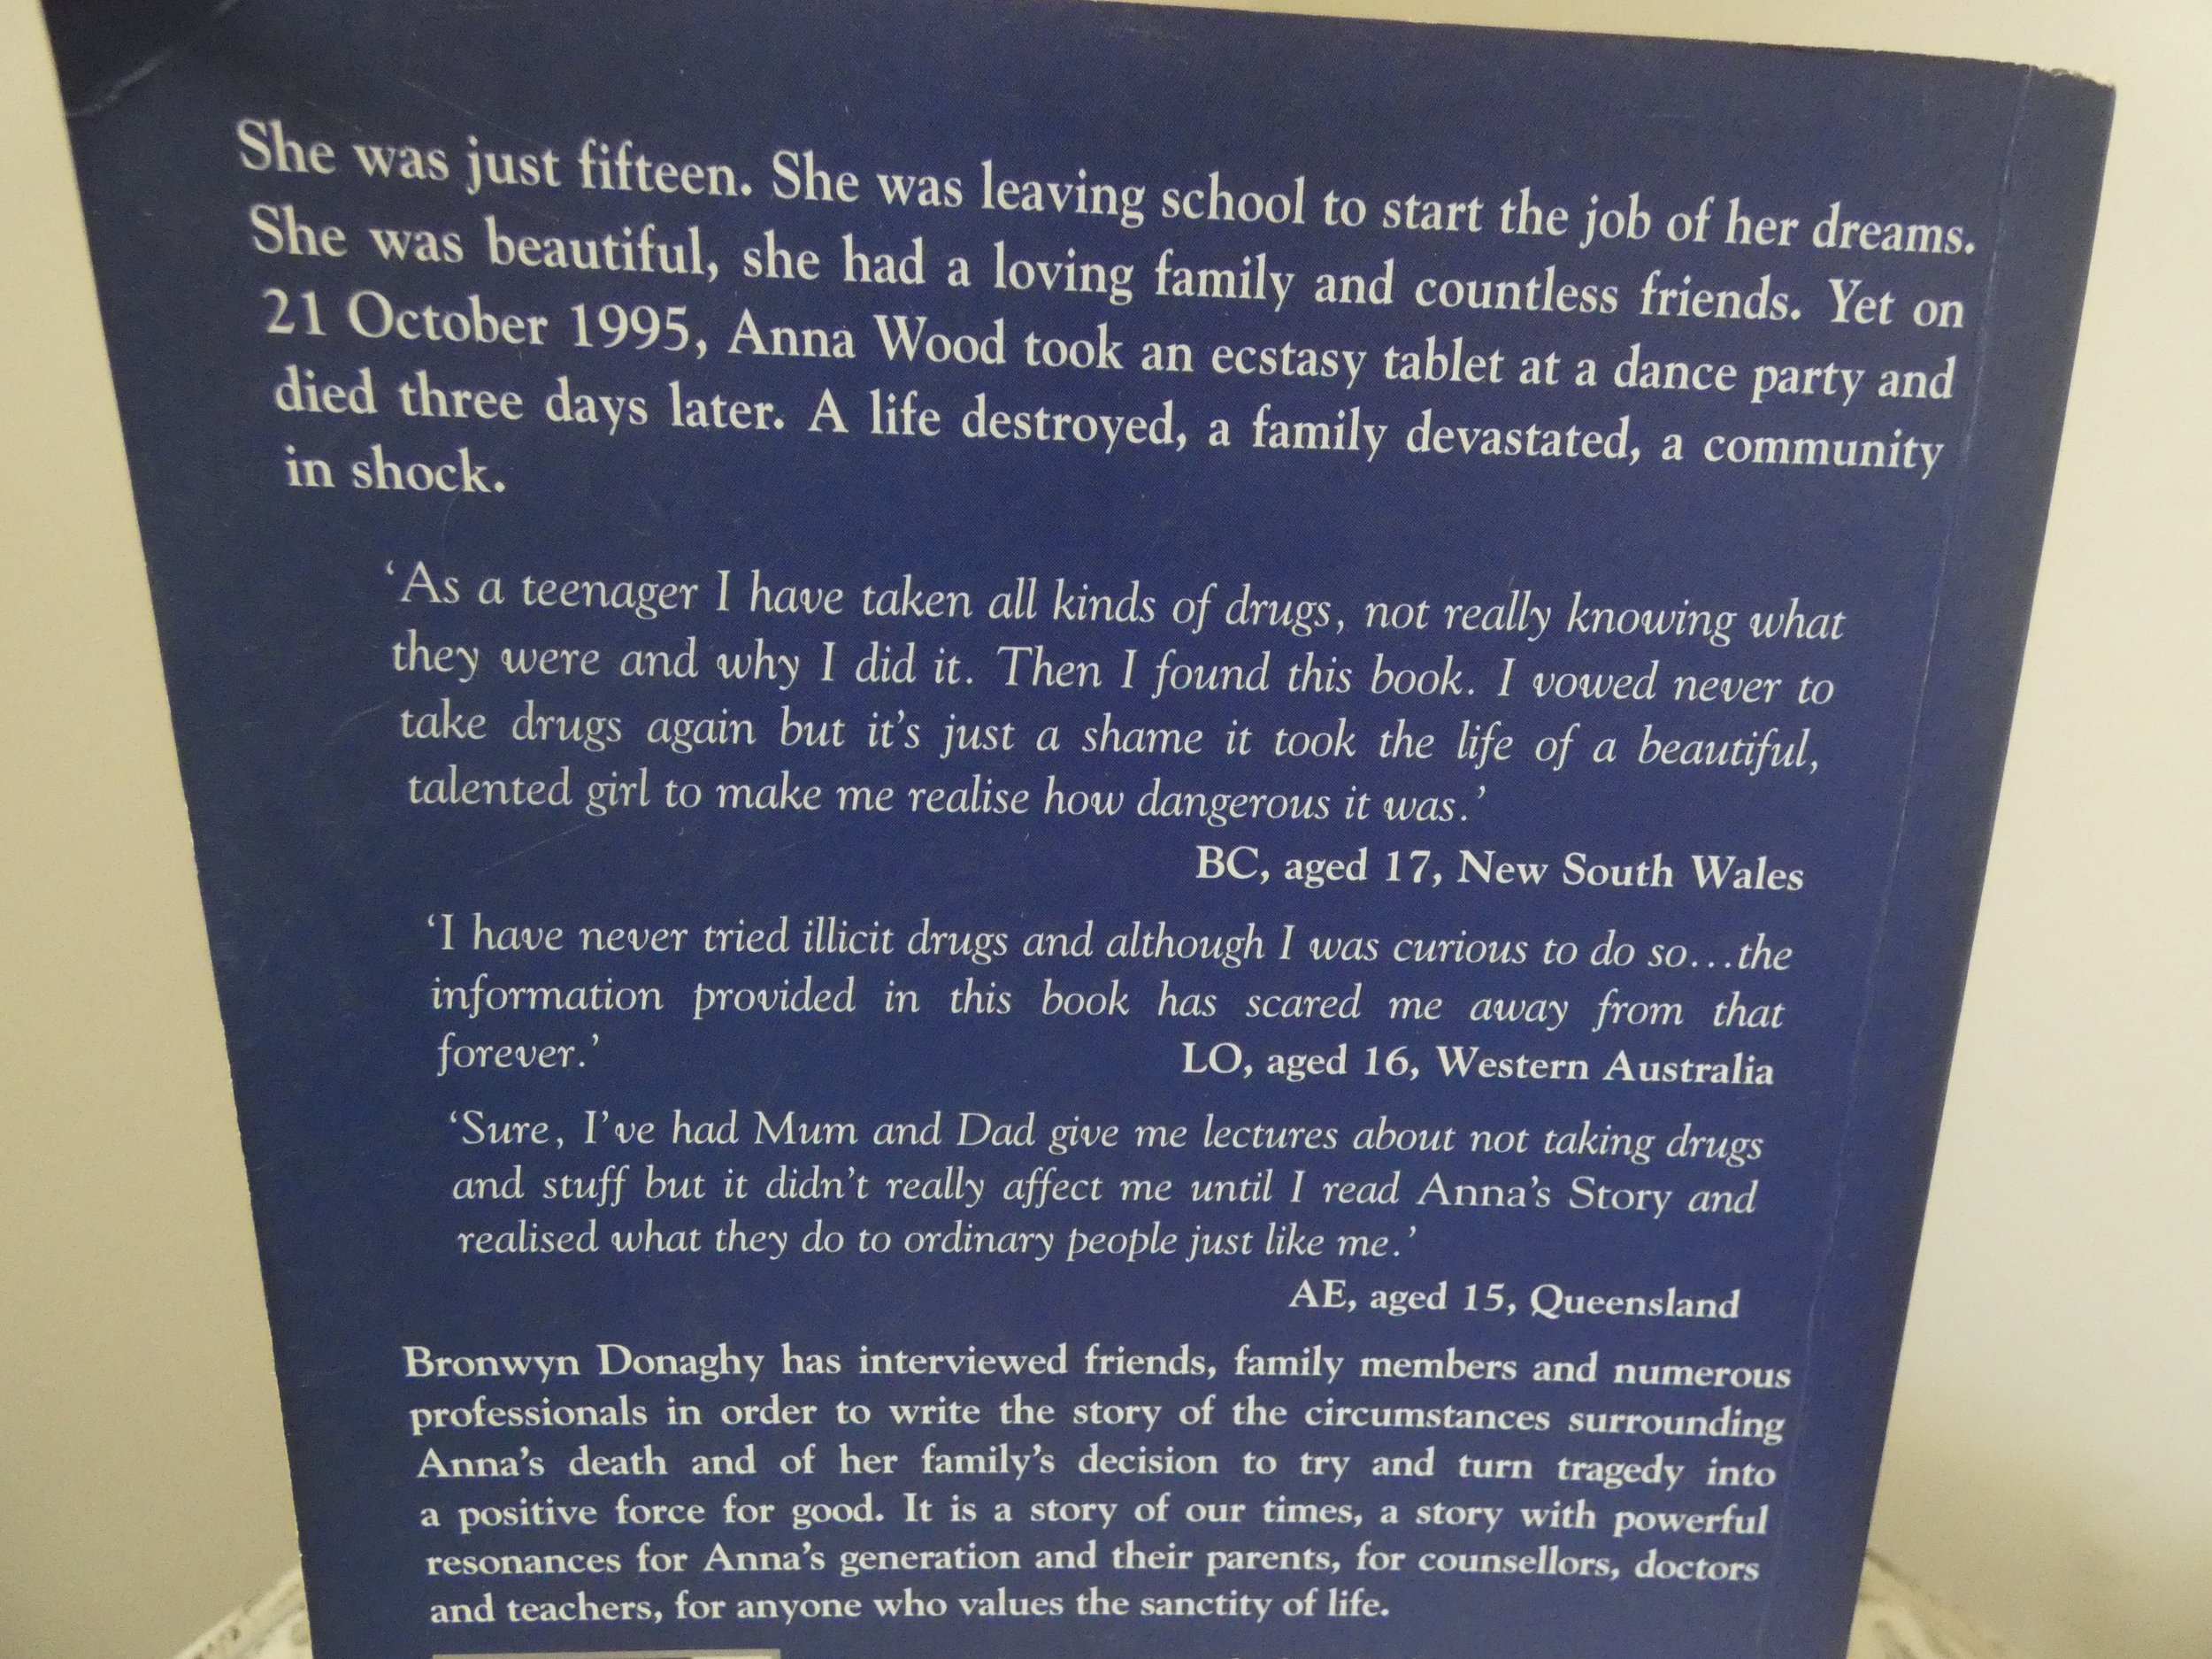 She was just fifteen. She was leaving school to start the job of her dreams.
She was beautiful, she had a loving family and countless friends. Yet on
21 October 1995, Anna Wood took an ecstasy tablet at a dance party and
died three days later. A life destroyed, a family devastated, a community
in shock.
‘As a teenager I have taken all kinds of drugs, not really knowing what
they were and why I did it. Then I found this book. I vowed never to
take drugs again but it’s just a shame it took the life of a beautiful,
talented girl to make me realise how dangerous it was.’
BC, aged 17, New South Wales
‘I have never tried illicit drugs and although I was curious to do so...the
information provided in this book has scared me away from that
forever.’ LO, aged 16, Western Australia
‘Sure, I’ve had Mum and Dad give me lectures about not taking drugs
and stuff but it didn’t really affect me until I read Anna’s Story and
realised what they do to ordinary people just like me.’
AE, aged 15, Queensland
Bronwyn Donaghy has interviewed friends, family members and numerous
professionals in order to write the story of the circumstances surrounding
Anna’s death and of her family’s decision to try and turn tragedy into
a positive force for good. It is a story of our times, a story with powerful
resonances for Anna’s generation and their parents, for counsellors, doctors
and teachers, for anyone who values the sanctity of life.